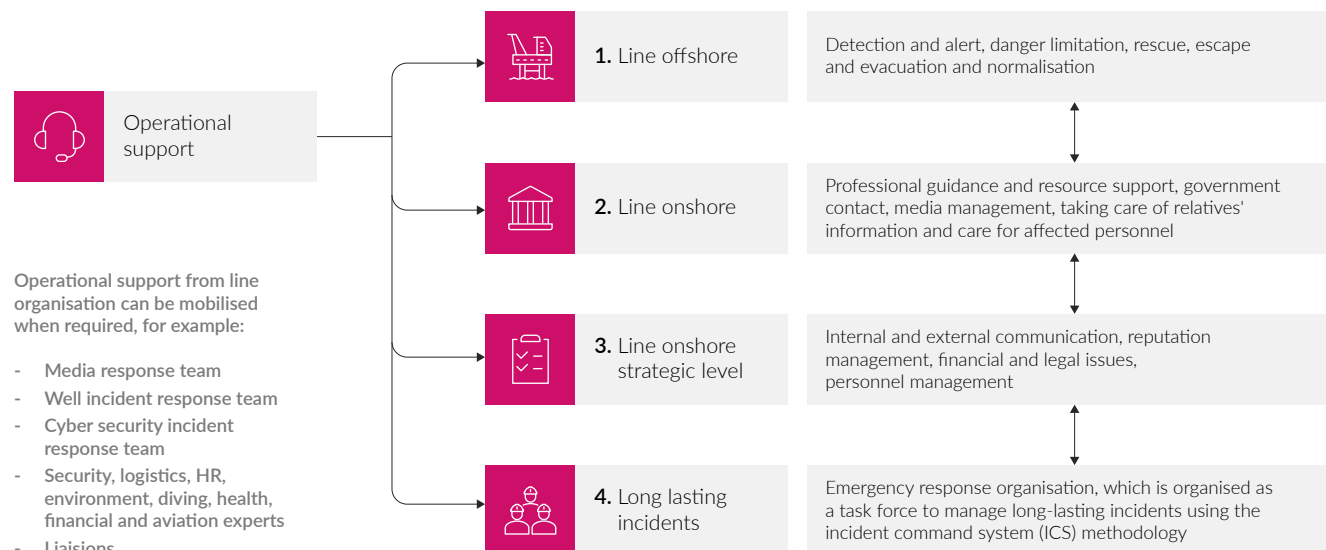 Operational
support
Operational support from line
organisation can be mobilised
when required, for example:
- Media response team
- Well incident response team
- Cyber security incident
response team
- Security, logistics, HR,
environment, diving, health,
financial and aviation experts
- Liaisions
1. Line offshore
Detection and alert, danger limitation, rescue, escape
and evacuation and normalisation
2. Line onshore
Professional guidance and resource support, government
contact, media management, taking care of relatives'
information and care for affected personnel
3. Line onshore
strategic level
Internal and external communication, reputation
management, financial and legal issues,
personnel management
4. Long lasting
incidents
Emergency response organisation, which is organised as
a task force to manage long-lasting incidents using the
incident command system (ICS) methodology